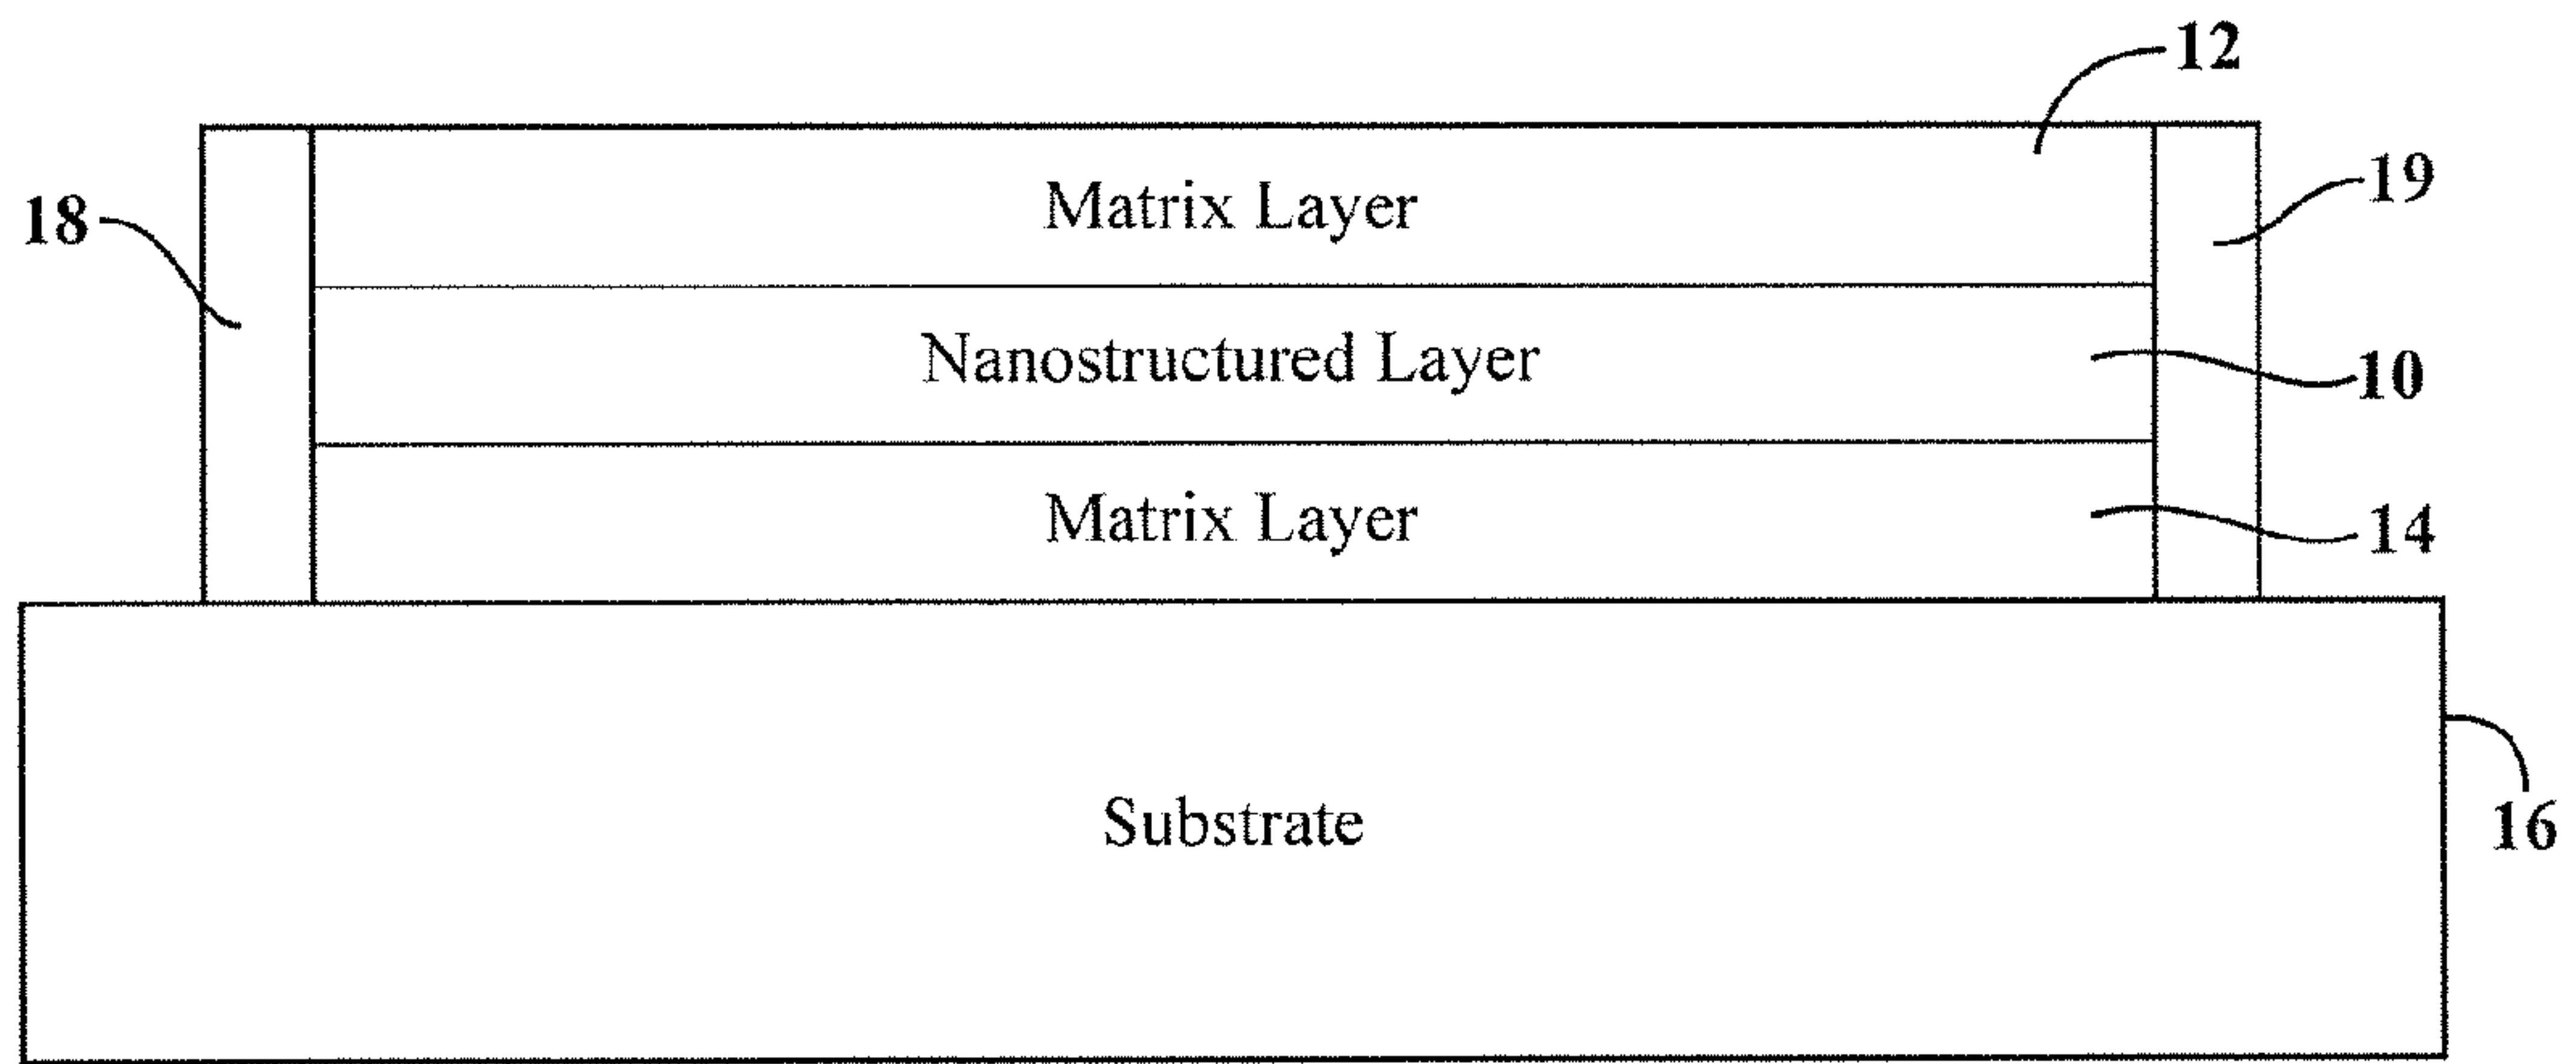 12
Matrix Layer
19
18
Nanostructured Layer
10
Matrix Layer
14
Substrate
16